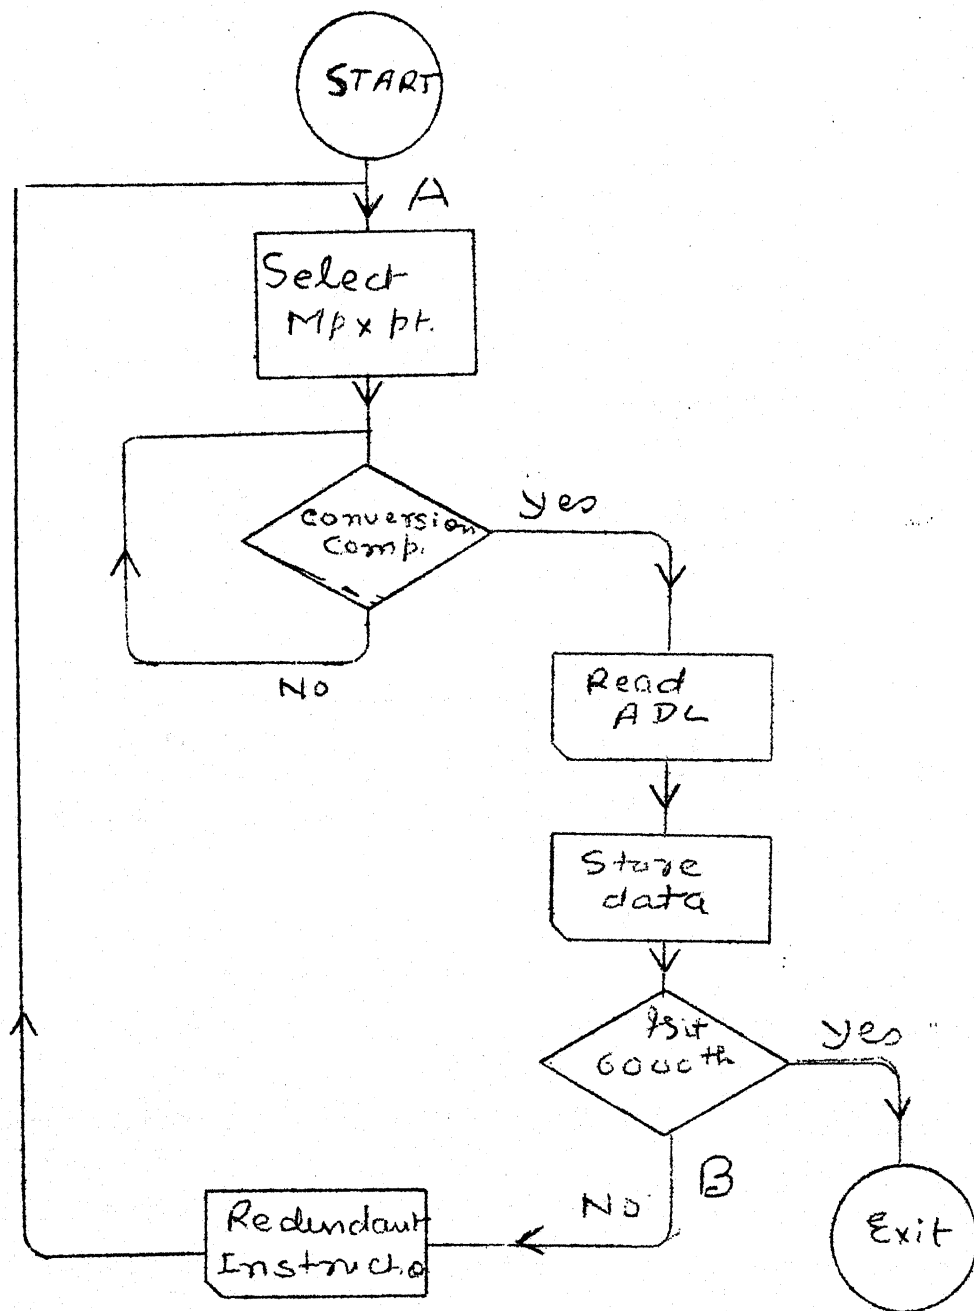 START
A
Select
Mpx pt.
Conversion
Comp.
Yes
No
Read
ADC
Store
data
Is it
6000th
Yes
B
No
Redundant
Instructio
Exit